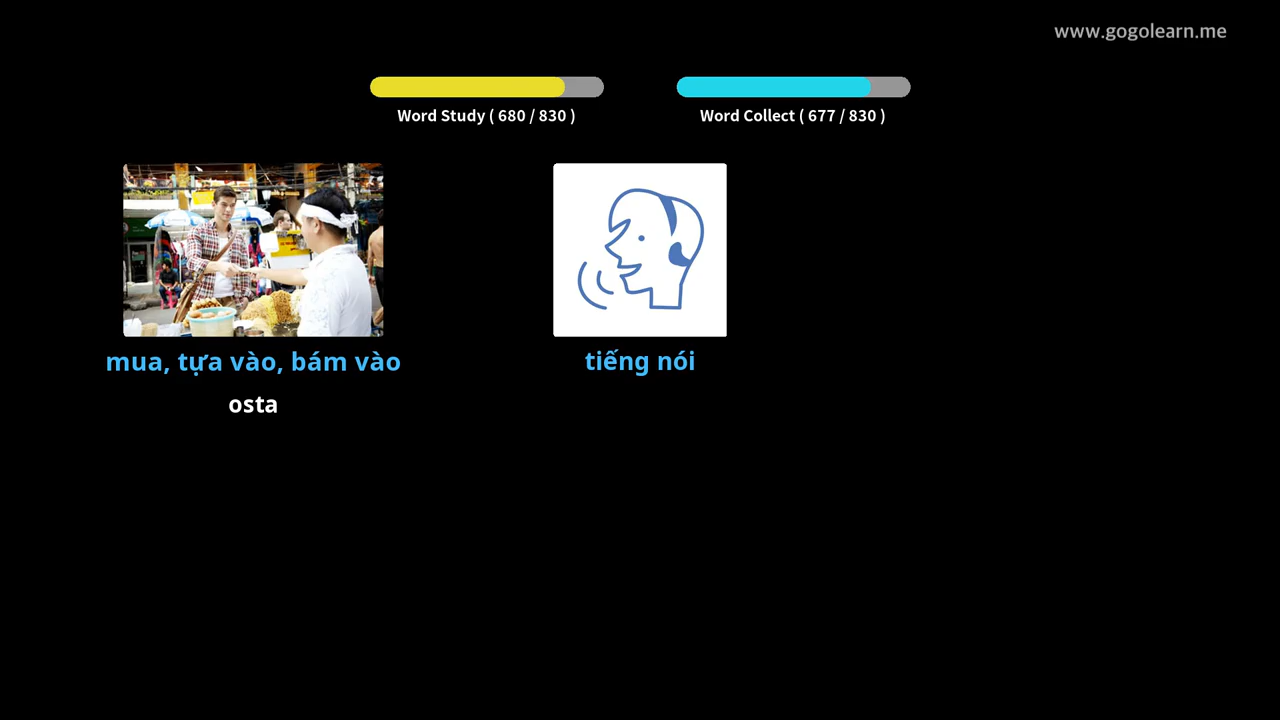 www.gogolearn.me
Word Study ( 680 / 830 )
Word Collect ( 677 / 830 )
mua, tựa vào, bám vào
tiếng nói
osta